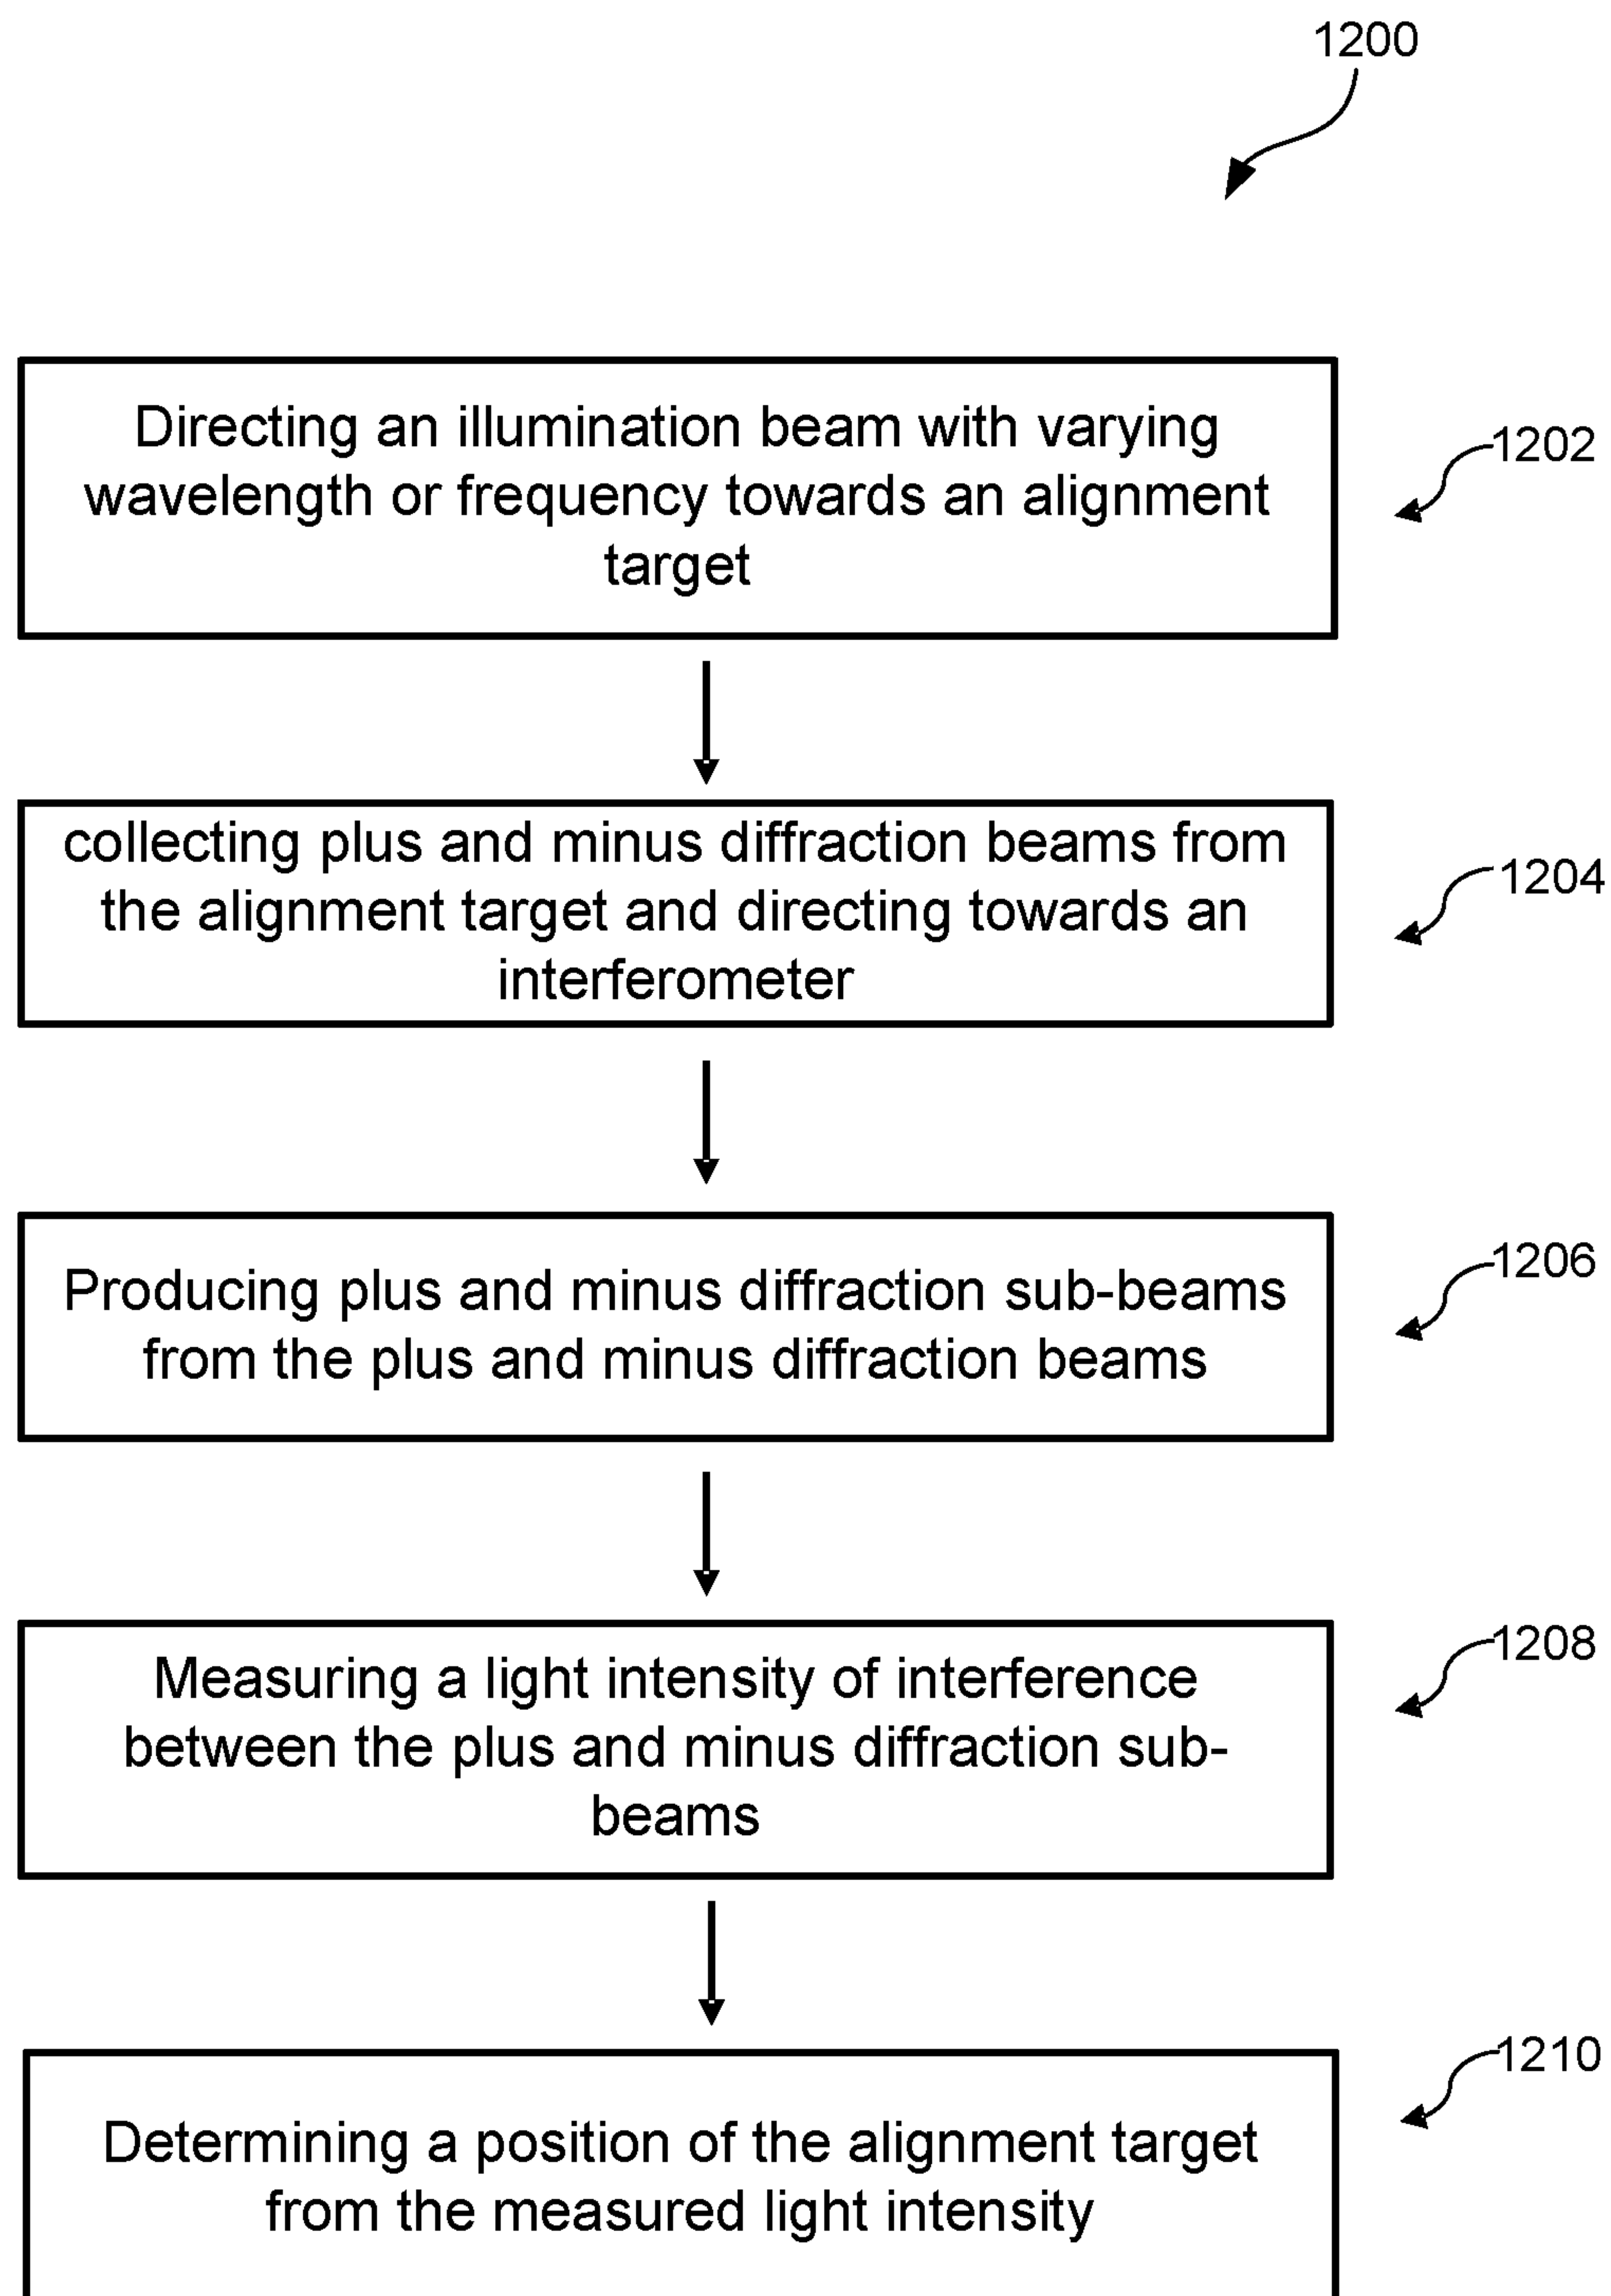 1200
Directing an illumination beam with varying
wavelength or frequency towards an alignment
target
1202
collecting plus and minus diffraction beams from
the alignment target and directing towards an
interferometer
1204
Producing plus and minus diffraction sub-beams
from the plus and minus diffraction beams
1206
Measuring a light intensity of interference
between the plus and minus diffraction sub-
beams
1208
Determining a position of the alignment target
from the measured light intensity
1210